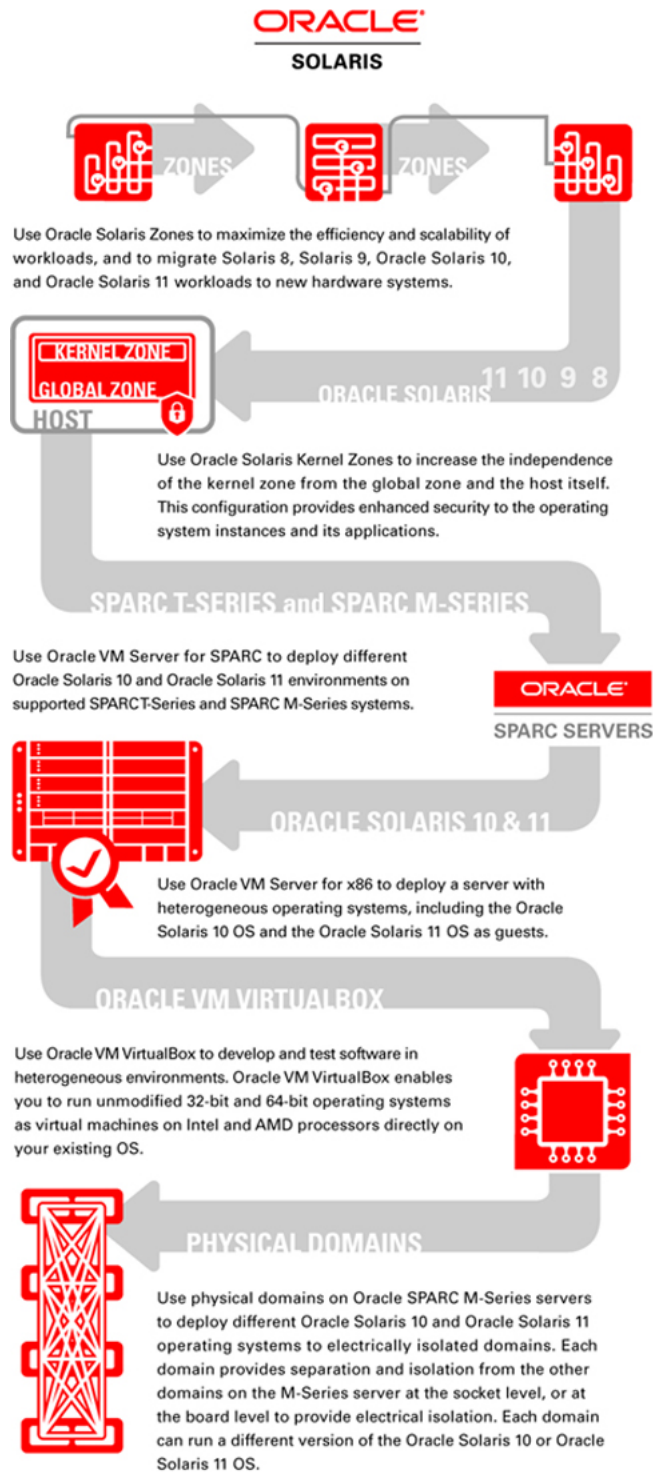 ORACLE
SOLARIS
ZONES
ZONES
Use Oracle Solaris Zones to maximize the efficiency and scalability of
workloads, and to migrate Solaris 8, Solaris 9, Oracle Solaris 10,
and Oracle Solaris 11 workloads to new hardware systems.
KERNEL ZONE
GLOBAL ZONE
HOST
ORACLE SOLARIS 11 10 9 8
Use Oracle Solaris Kernel Zones to increase the independence
of the kernel zone from the global zone and the host itself.
This configuration provides enhanced security to the operating
system instances and its applications.
SPARC T-SERIES and SPARC M-SERIES
Use Oracle VM Server for SPARC to deploy different
Oracle Solaris 10 and Oracle Solaris 11 environments on
supported SPARCT-Series and SPARC M-Series systems.
ORACLE
SPARC SERVERS
ORACLE SOLARIS 10 & 11
Use Oracle VM Server for x86 to deploy a server with
heterogeneous operating systems, including the Oracle
Solaris 10 OS and the Oracle Solaris 11 OS as guests.
ORACLE VM VIRTUALBOX
Use Oracle VM VirtualBox to develop and test software in
heterogeneous environments. Oracle VM VirtualBox enables
you to run unmodified 32-bit and 64-bit operating systems
as virtual machines on Intel and AMD processors directly on
your existing OS.
PHYSICAL DOMAINS
Use physical domains on Oracle SPARC M-Series servers
to deploy different Oracle Solaris 10 and Oracle Solaris 11
operating systems to electrically isolated domains. Each
domain provides separation and isolation from the other
domains on the M-Series server at the socket level, or at
the board level to provide electrical isolation. Each domain
can run a different version of the Oracle Solaris 10 or Oracle
Solaris 11 OS.